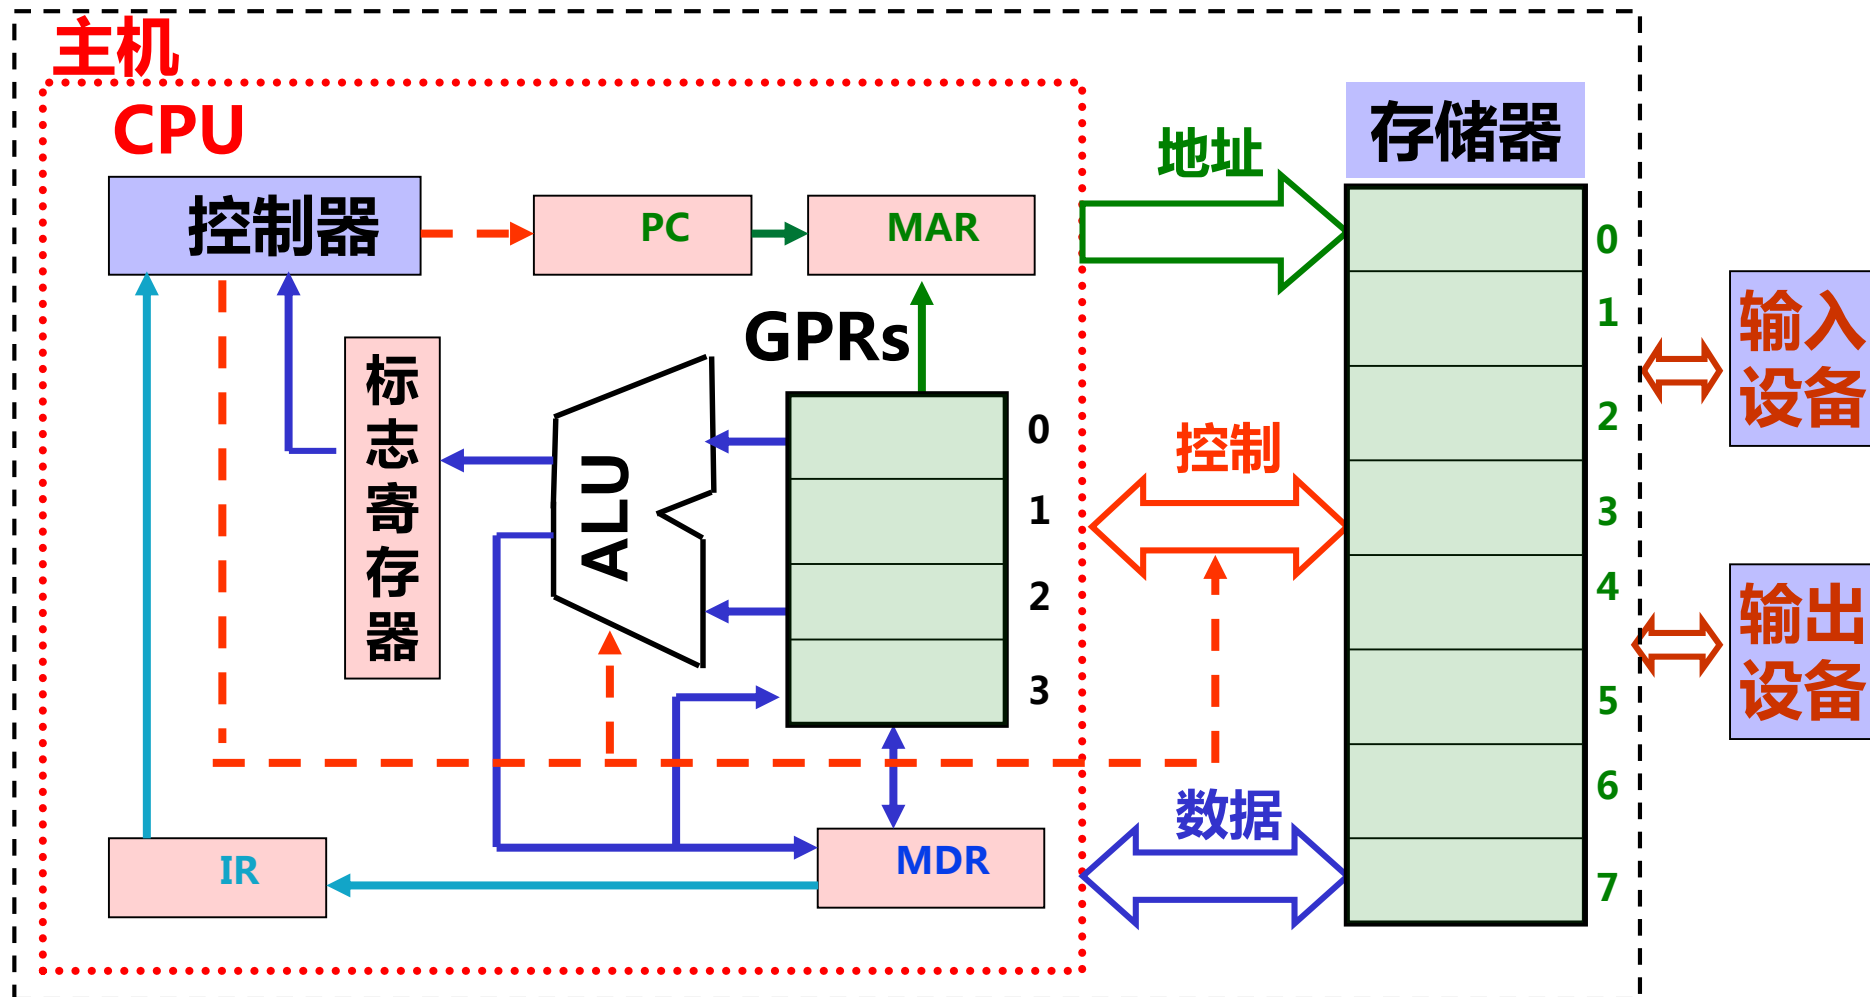 主机
CPU
控制器
PC
MAR
地址
存储器
GPRs
标
志
寄
存
器
ALU
0
1
2
3
控制
0
1
2
3
4
5
6
7
输入
设备
输出
设备
数据
IR
MDR